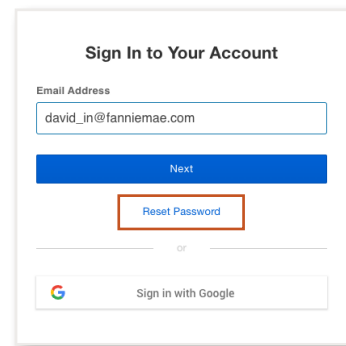 Sign In to Your Account
Email Address
david_in@fanniemae.com
Next
Reset Password
or
Sign in with Google